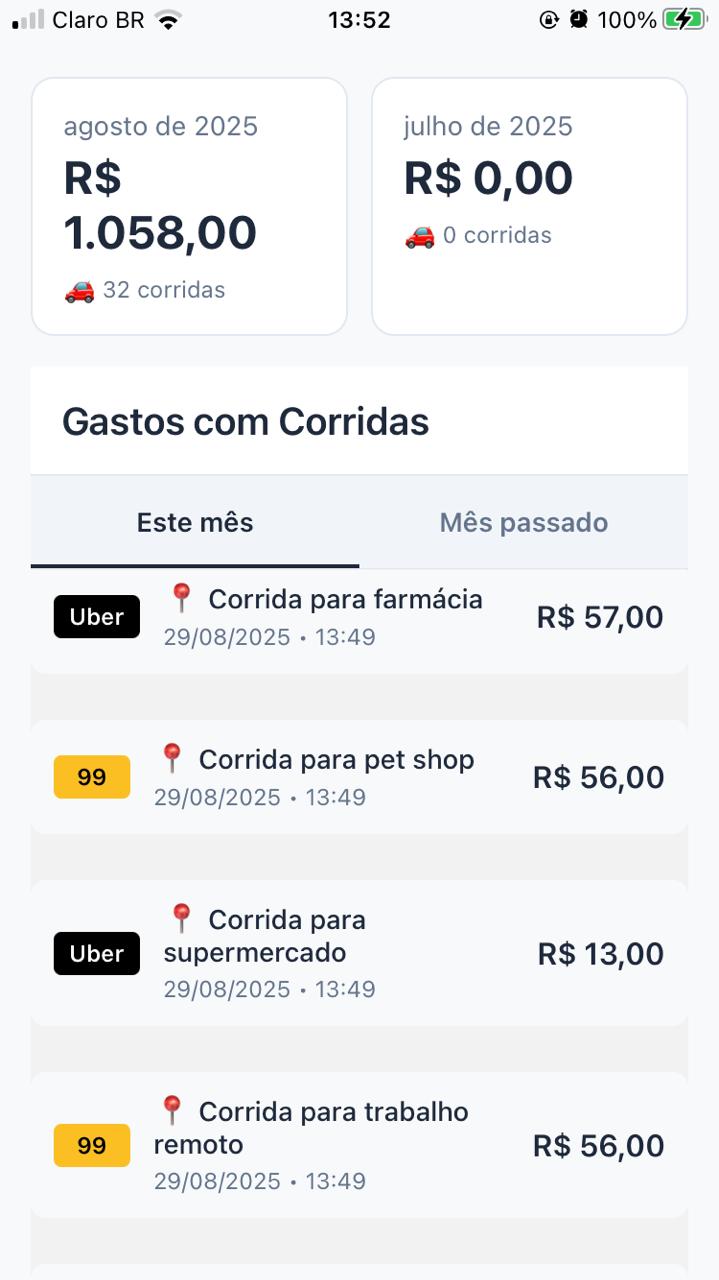 Claro BR 13:52 100%
agosto de 2025
R$
1.058,00
32 corridas
julho de 2025
R$ 0,00
0 corridas
Gastos com Corridas
Este mês Mês passado
Uber
Corrida para farmácia
29/08/2025 • 13:49
R$ 57,00
99
Corrida para pet shop
29/08/2025 • 13:49
R$ 56,00
Uber
Corrida para
supermercado
29/08/2025 • 13:49
R$ 13,00
99
Corrida para trabalho
remoto
29/08/2025 • 13:49
R$ 56,00